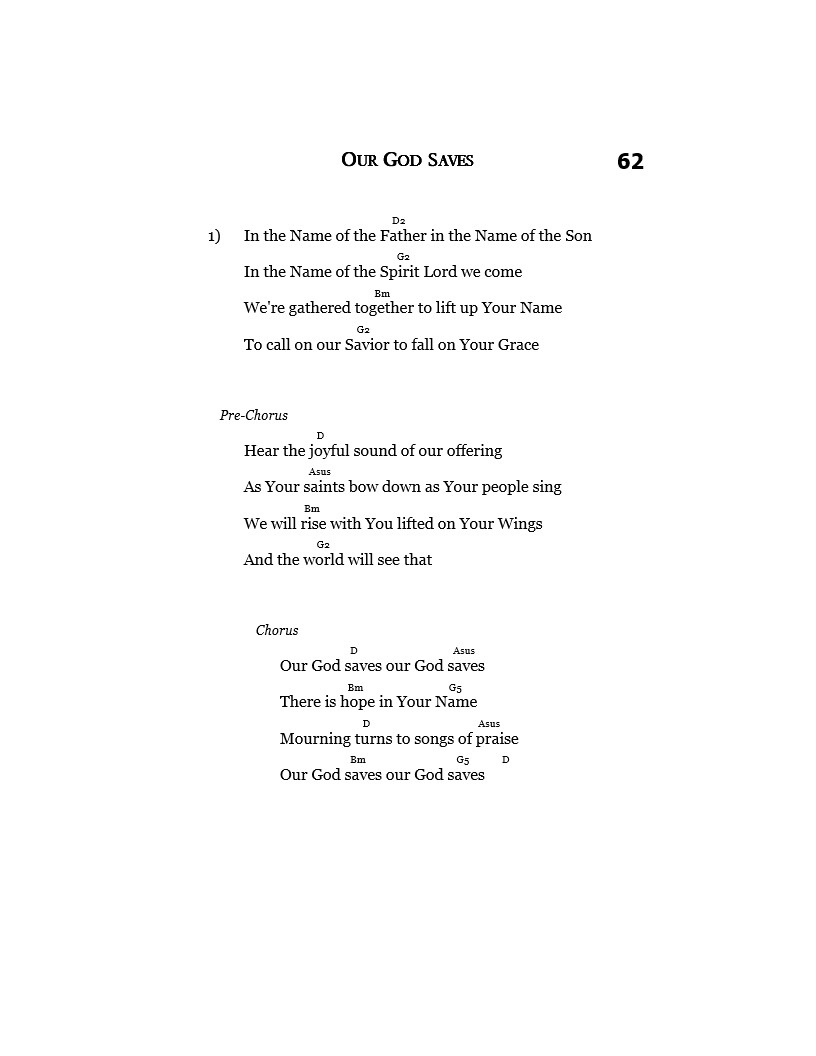 OUR GOD SAVES 62
D2
1) In the Name of the Father in the Name of the Son
G2
In the Name of the Spirit Lord we come
Bm
We're gathered together to lift up Your Name
G2
To call on our Savior to fall on Your Grace
Pre-Chorus
D
Hear the joyful sound of our offering
Asus
As Your saints bow down as Your people sing
Bm
We will rise with You lifted on Your Wings
G2
And the world will see that
Chorus
D Asus
Our God saves our God saves
Bm G5
There is hope in Your Name
D Asus
Mourning turns to songs of praise
Bm G5 D
Our God saves our God saves